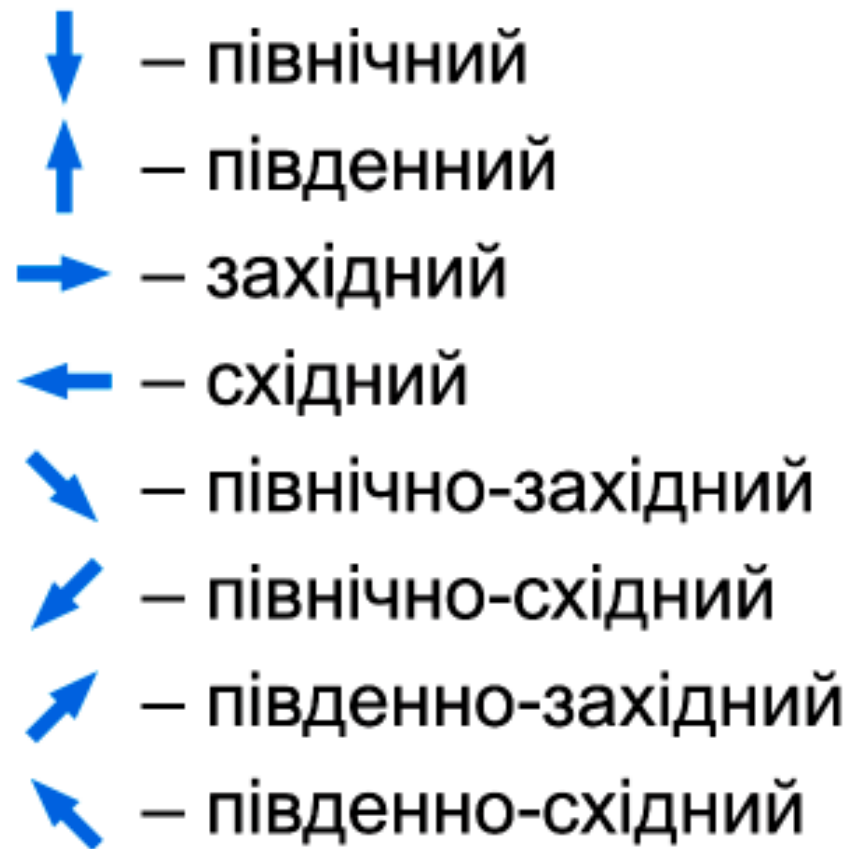 – північний
– південний
– західний
– східний
– північно-західний
– північно-східний
– південно-західний
– південно-східний